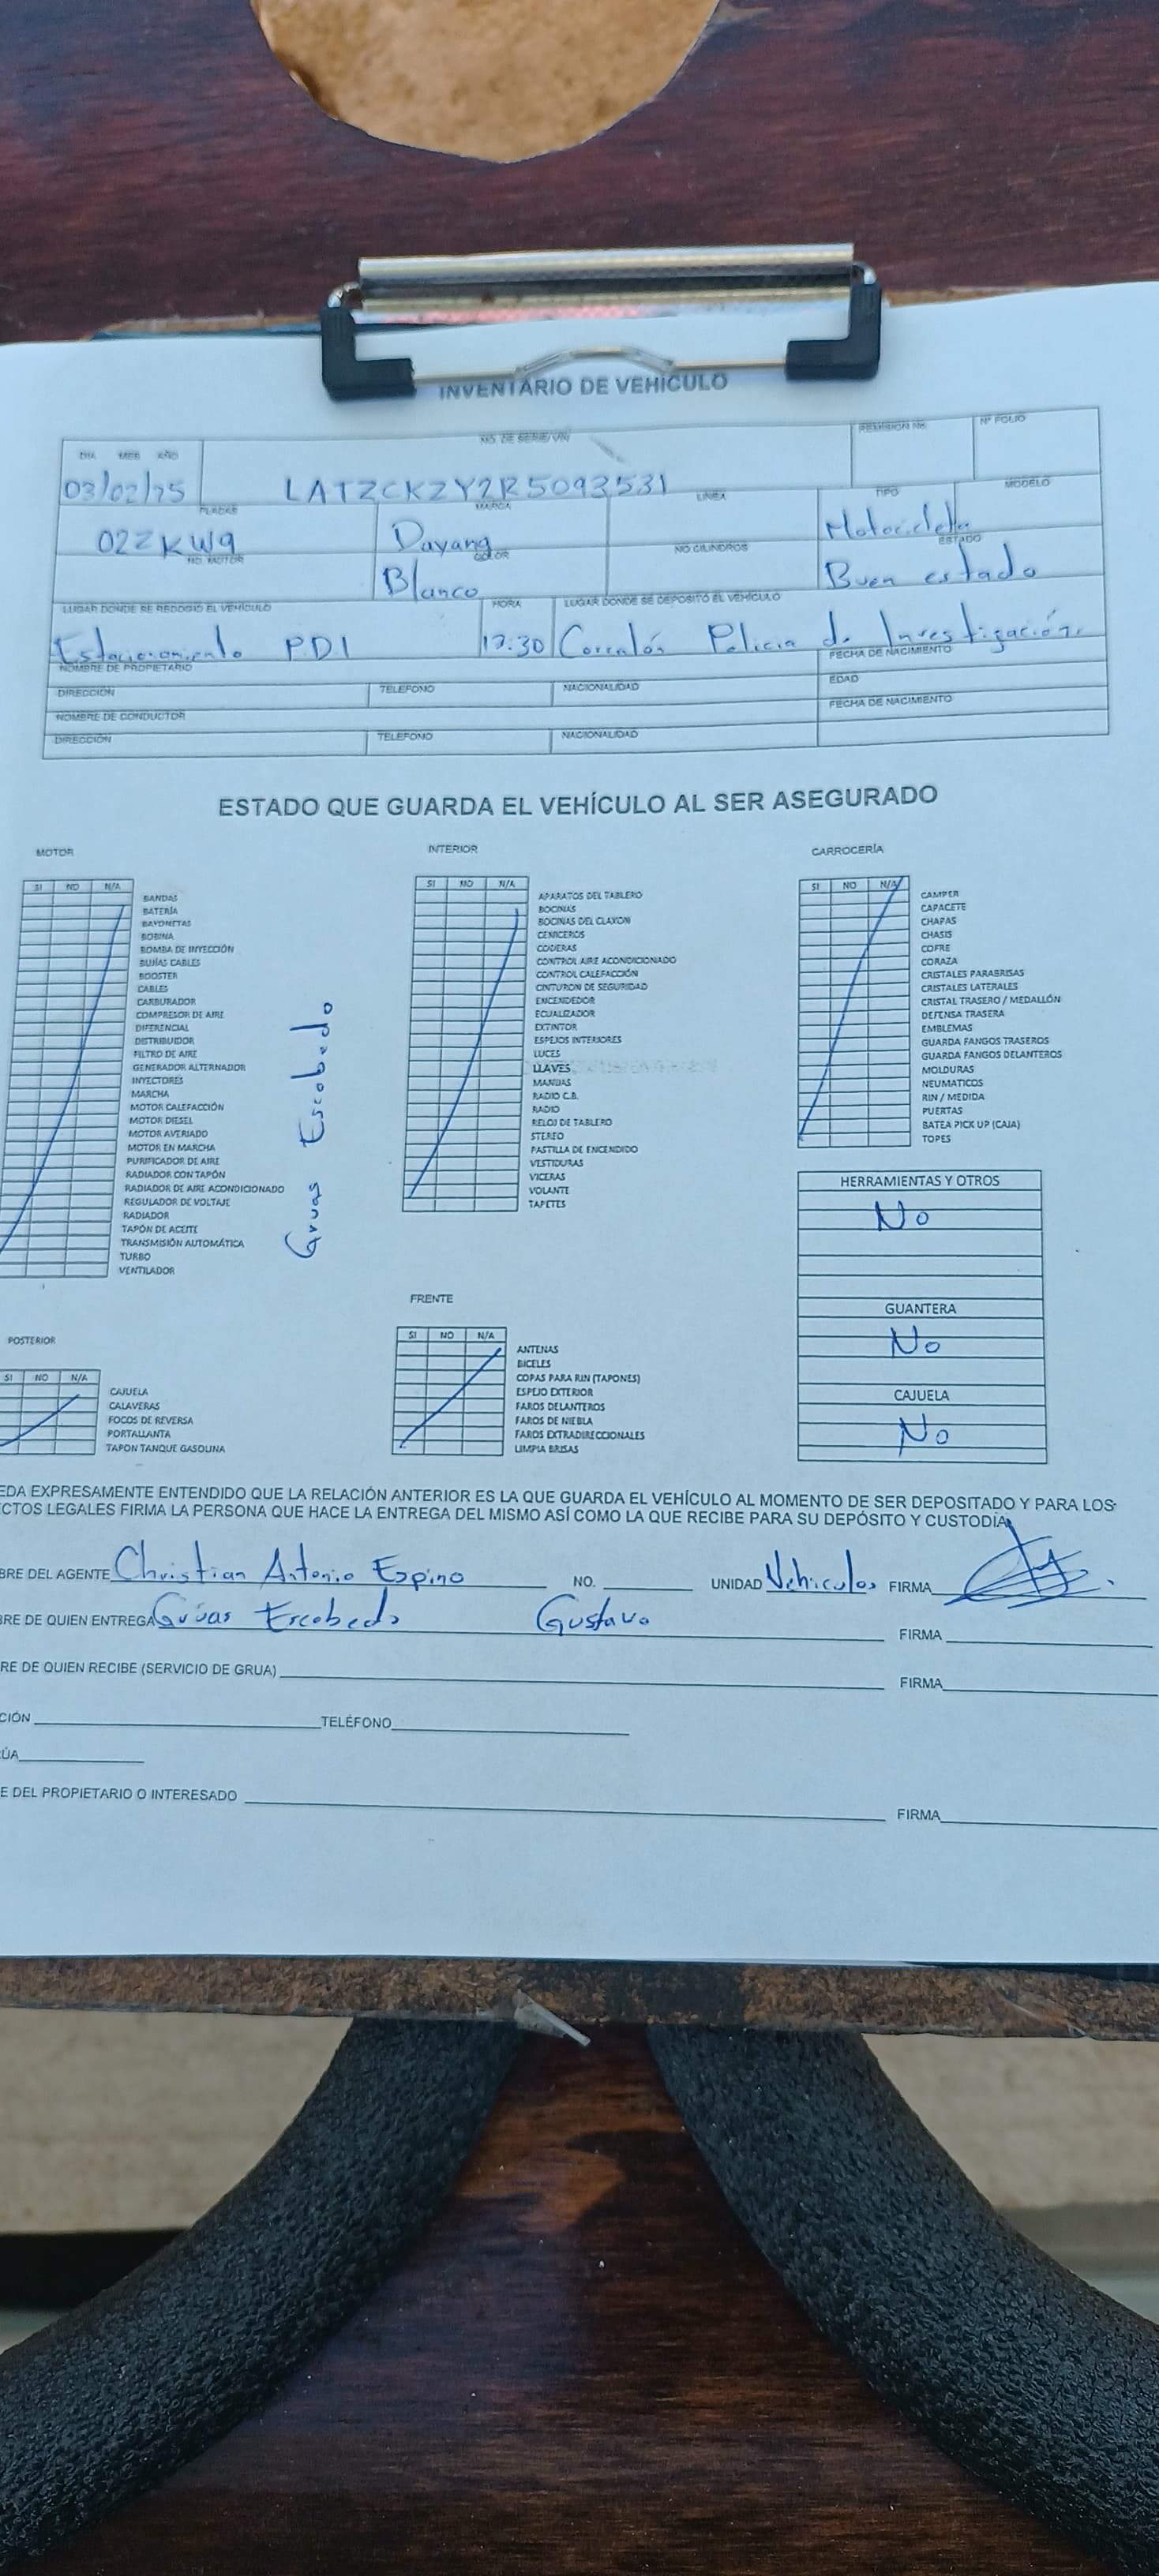 INVENTARIO DE VEHÍCULO
DIA MES AÑO NO. DE SERIE/VIN REMISION No. N° FOLIO
03/02/25 LATZCKZY2R5093531
PLACAS MARCA LINEA TIPO MODELO
02ZKW9 Dayang Motocicleta
NO. MOTOR COLOR NO CILINDROS ESTADO
Blanco Buen estado
LUGAR DONDE SE RECOGIO EL VEHÍCULO HORA LUGAR DONDE SE DEPOSITÓ EL VEHÍCULO
Estacionamiento PDI :30 Corralón Policia de Investigación.
NOMBRE DE PROPIETARIO FECHA DE NACIMIENTO
DIRECCIÓN TELEFONO NACIONALIDAD EDAD
NOMBRE DE CONDUCTOR FECHA DE NACIMIENTO
DIRECCIÓN TELEFONO NACIONALIDAD
ESTADO QUE GUARDA EL VEHÍCULO AL SER ASEGURADO
MOTOR
SI NO N/A
BANDAS
BATERÍA
BAYONETAS
BOBINA
BOMBA DE INYECCIÓN
BUJÍAS CABLES
BOOSTER
CABLES
CARBURADOR
COMPRESOR DE AIRE
DIFERENCIAL
DISTRIBUIDOR
FILTRO DE AIRE
GENERADOR ALTERNADOR
INYECTORES
MARCHA
MOTOR CALEFACCIÓN
MOTOR DIESEL
MOTOR AVERIADO
MOTOR EN MARCHA
PURIFICADOR DE AIRE
RADIADOR CON TAPÓN
RADIADOR DE AIRE ACONDICIONADO
REGULADOR DE VOLTAJE
RADIADOR
TAPÓN DE ACEITE
TRANSMISIÓN AUTOMÁTICA
TURBO
VENTILADOR
Gruas Escobedo
INTERIOR
SI NO N/A
APARATOS DEL TABLERO
BOCINAS
BOCINAS DEL CLAXON
CENICEROS
CODERAS
CONTROL AIRE ACONDICIONADO
CONTROL CALEFACCIÓN
CINTURON DE SEGURIDAD
ENCENDEDOR
ECUALIZADOR
EXTINTOR
ESPEJOS INTERIORES
LUCES
LLAVES
MANIJAS
RADIO C.B.
RADIO
RELOJ DE TABLERO
STEREO
PASTILLA DE ENCENDIDO
VESTIDURAS
VICERAS
VOLANTE
TAPETES
CARROCERÍA
SI NO N/A
CAMPER
CAPACETE
CHAPAS
CHASIS
COFRE
CORAZA
CRISTALES PARABRISAS
CRISTALES LATERALES
CRISTAL TRASERO / MEDALLÓN
DEFENSA TRASERA
EMBLEMAS
GUARDA FANGOS TRASEROS
GUARDA FANGOS DELANTEROS
MOLDURAS
NEUMATICOS
RIN / MEDIDA
PUERTAS
BATEA PICK UP (CAJA)
TOPES
HERRAMIENTAS Y OTROS
No
GUANTERA
No
CAJUELA
No
POSTERIOR
SI NO N/A
CAJUELA
CALAVERAS
FOCOS DE REVERSA
PORTALLANTA
TAPON TANQUE GASOLINA
FRENTE
SI NO N/A
ANTENAS
BICELES
COPAS PARA RIN (TAPONES)
ESPEJO EXTERIOR
FAROS DELANTEROS
FAROS DE NIEBLA
FAROS EXTRADIRECCIONALES
LIMPIA BRISAS
EDA EXPRESAMENTE ENTENDIDO QUE LA RELACIÓN ANTERIOR ES LA QUE GUARDA EL VEHÍCULO AL MOMENTO DE SER DEPOSITADO Y PARA LOS
ECTOS LEGALES FIRMA LA PERSONA QUE HACE LA ENTREGA DEL MISMO ASÍ COMO LA QUE RECIBE PARA SU DEPÓSITO Y CUSTODIA
BRE DEL AGENTE Christian Antonio Espino NO. UNIDAD Vehiculos FIRMA
BRE DE QUIEN ENTREGA Grúas Escobedo Gustavo FIRMA
RE DE QUIEN RECIBE (SERVICIO DE GRUA) FIRMA
CIÓN TELÉFONO
ÚA
E DEL PROPIETARIO O INTERESADO FIRMA